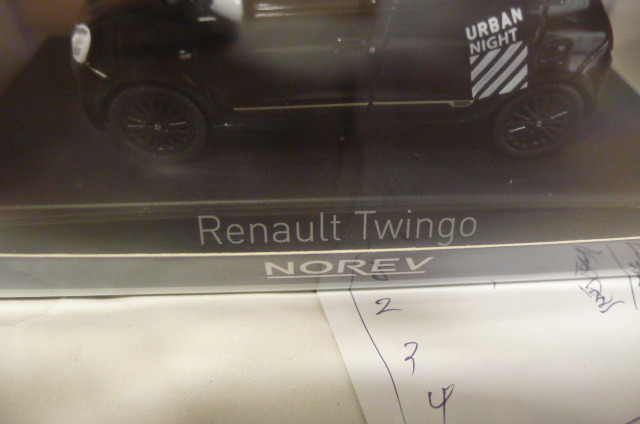 URBAN
NIGHT
Renault Twingo
NOREV
2
3
4